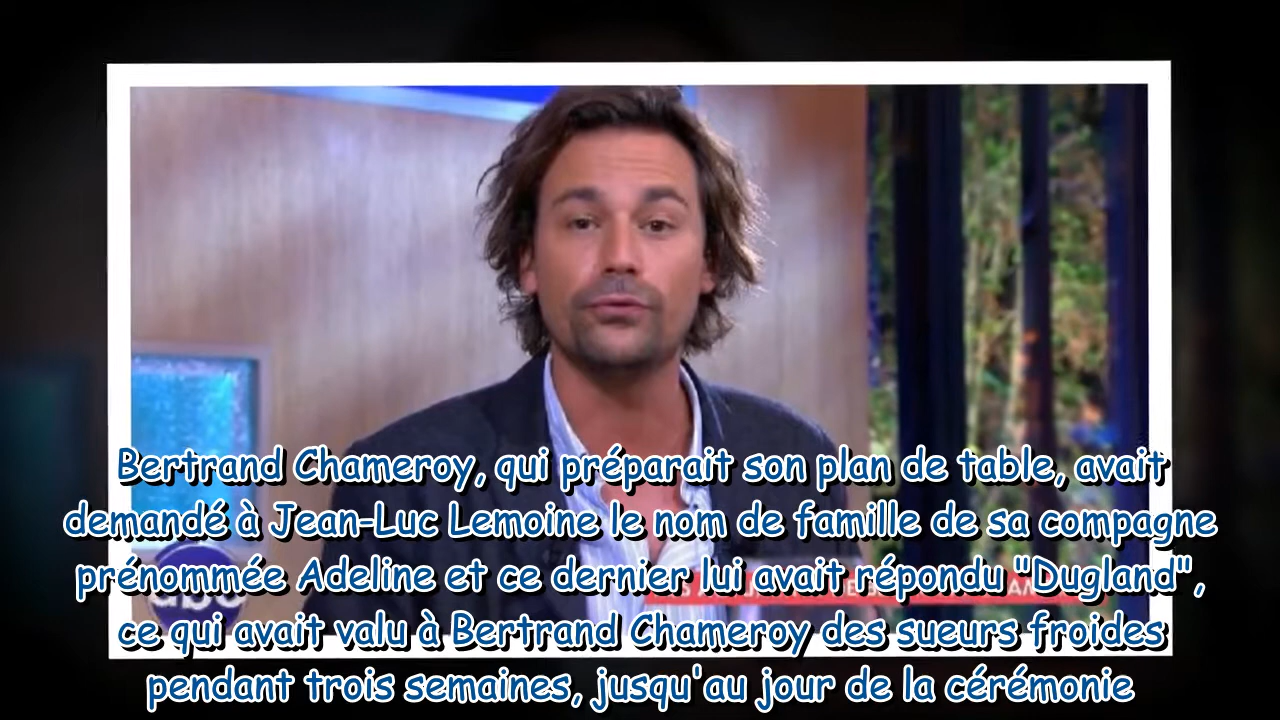 Bertrand Chameroy, qui préparait son plan de table, avait
demandé à Jean-Luc Lemoine le nom de famille de sa compagne
prénommée Adeline et ce dernier lui avait répondu "Dugland",
ce qui avait valu à Bertrand Chameroy des sueurs froides
pendant trois semaines, jusqu'au jour de la cérémonie